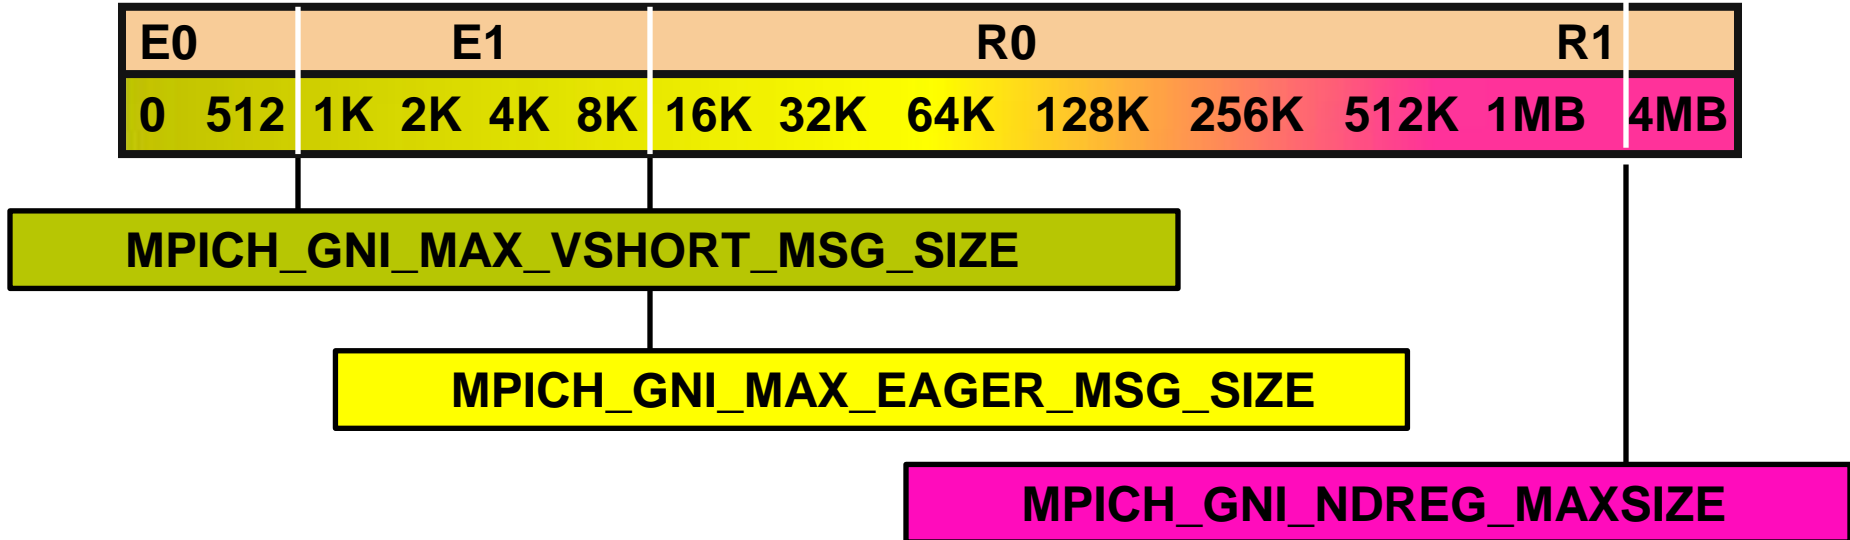 E0 E1 R0 R1
0 512 1K 2K 4K 8K 16K 32K 64K 128K 256K 512K 1MB 4MB
MPICH_GNI_MAX_VSHORT_MSG_SIZE
MPICH_GNI_MAX_EAGER_MSG_SIZE
MPICH_GNI_NDREG_MAXSIZE